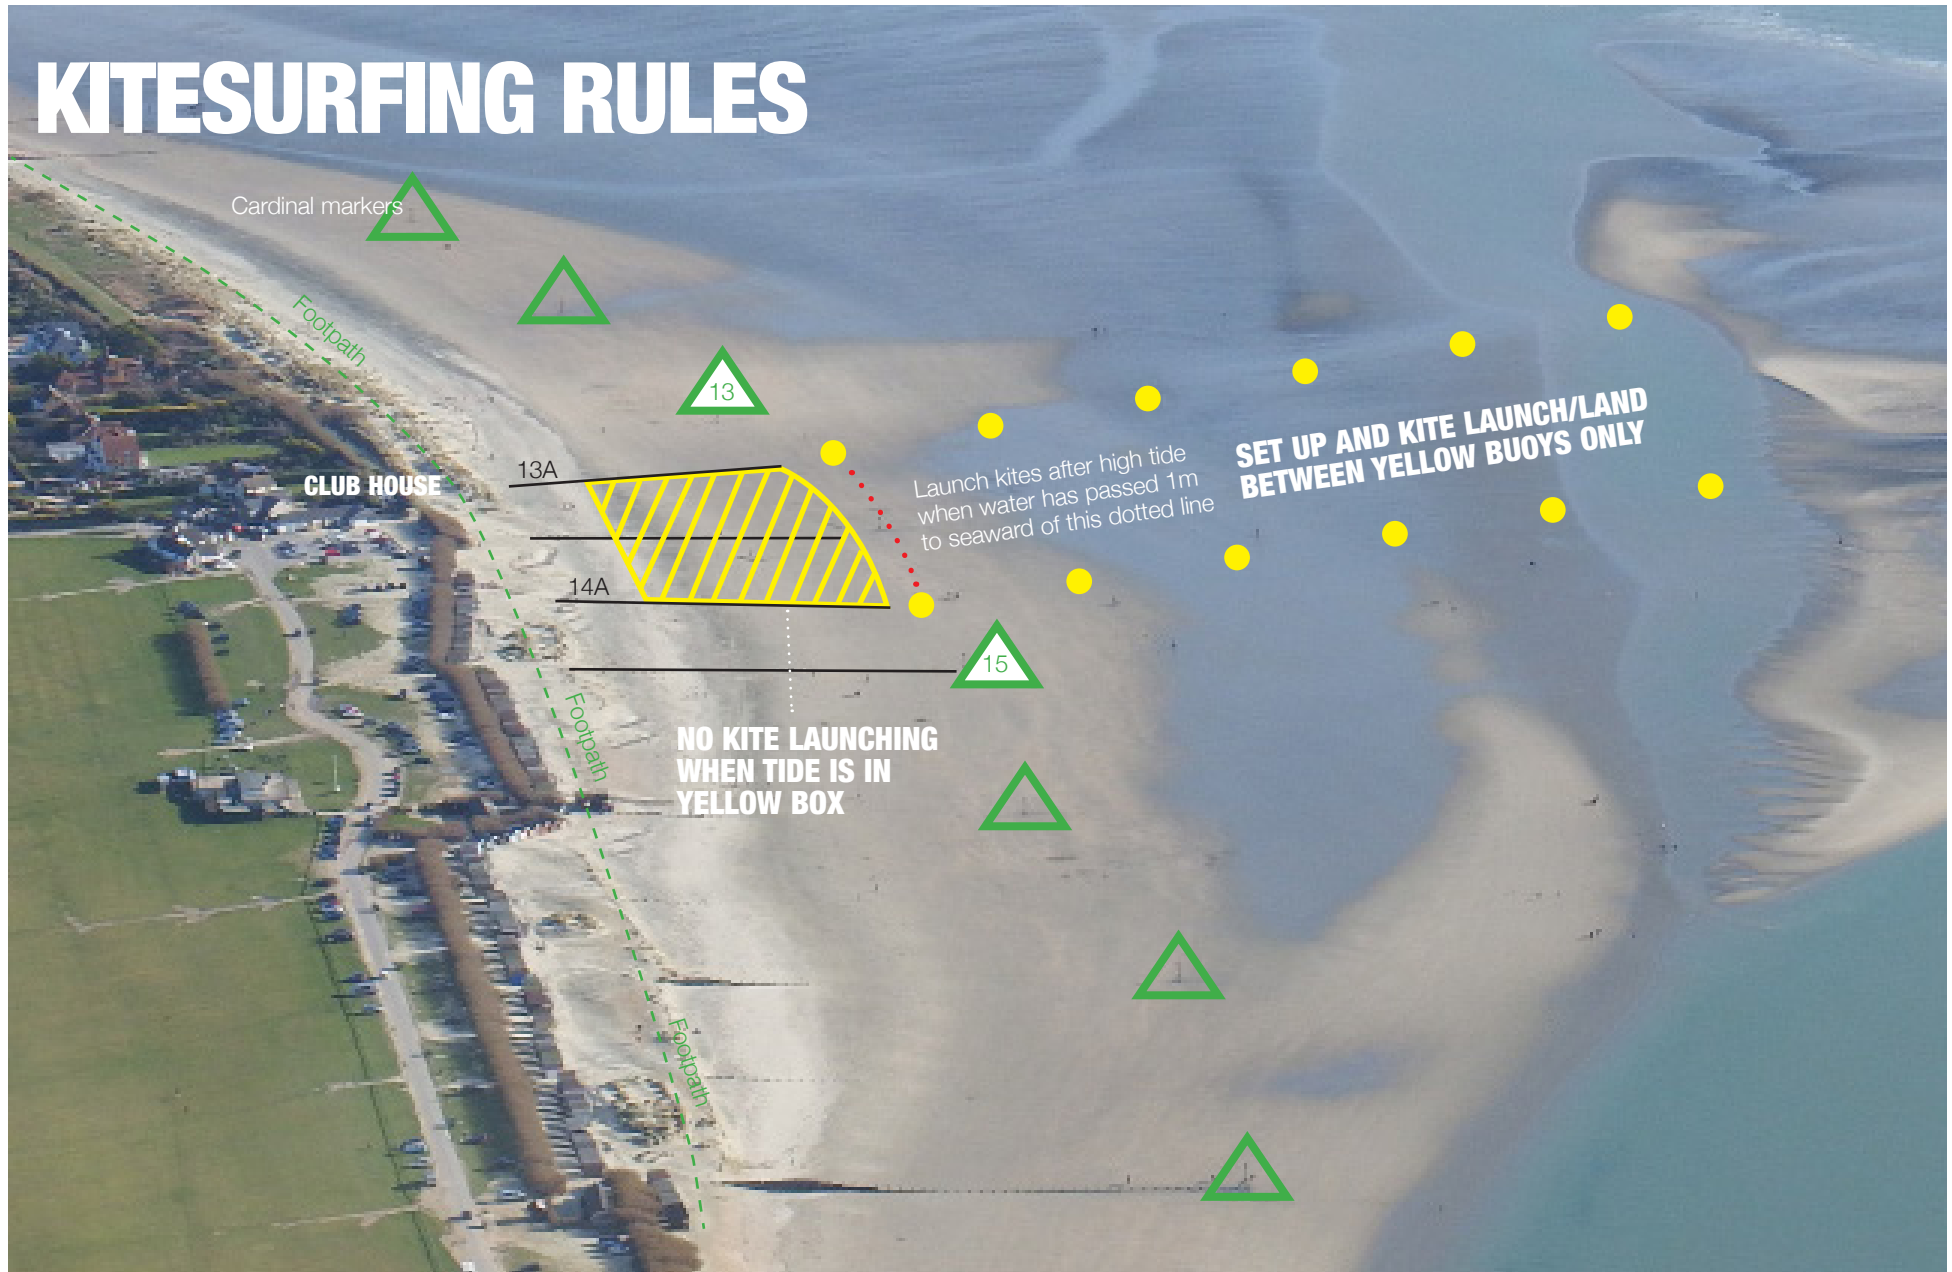 KITESURFING RULES
Cardinal markers
Footpath
13
13A
CLUB HOUSE
Launch kites after high tide
when water has passed 1m
to seaward of this dotted line
SET UP AND KITE LAUNCH/LAND
BETWEEN YELLOW BUOYS ONLY
14A
15
Footpath
NO KITE LAUNCHING
WHEN TIDE IS IN
YELLOW BOX
Footpath